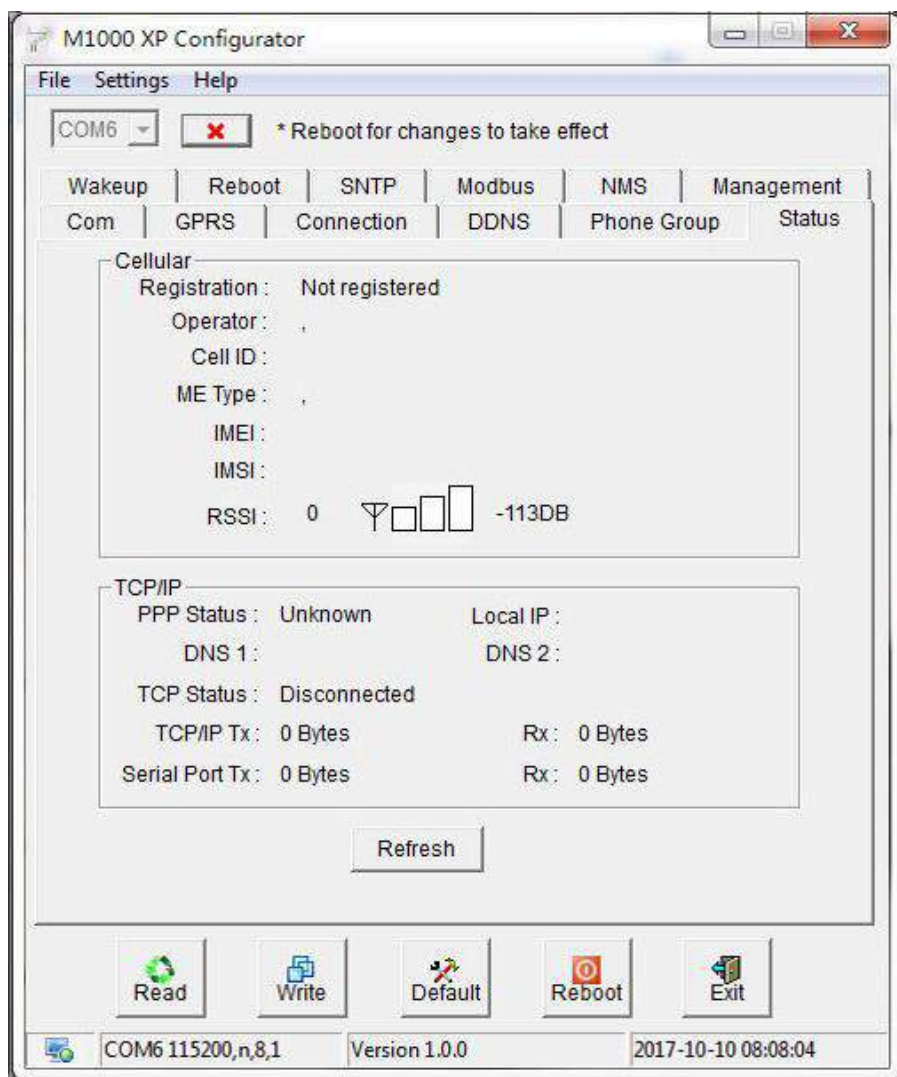 M1000 XP Configurator
File Settings Help
COM6 * Reboot for changes to take effect
Wakeup Reboot SNTP Modbus NMS Management
Com GPRS Connection DDNS Phone Group Status
Cellular
Registration : Not registered
Operator : ,
Cell ID :
ME Type : ,
IMEI :
IMSI :
RSSI : 0 -113DB
TCP/IP
PPP Status : Unknown Local IP :
DNS 1 : DNS 2 :
TCP Status : Disconnected
TCP/IP Tx : 0 Bytes Rx : 0 Bytes
Serial Port Tx : 0 Bytes Rx : 0 Bytes
Refresh
Read Write Default Reboot Exit
COM6 115200,n,8,1 Version 1.0.0 2017-10-10 08:08:04